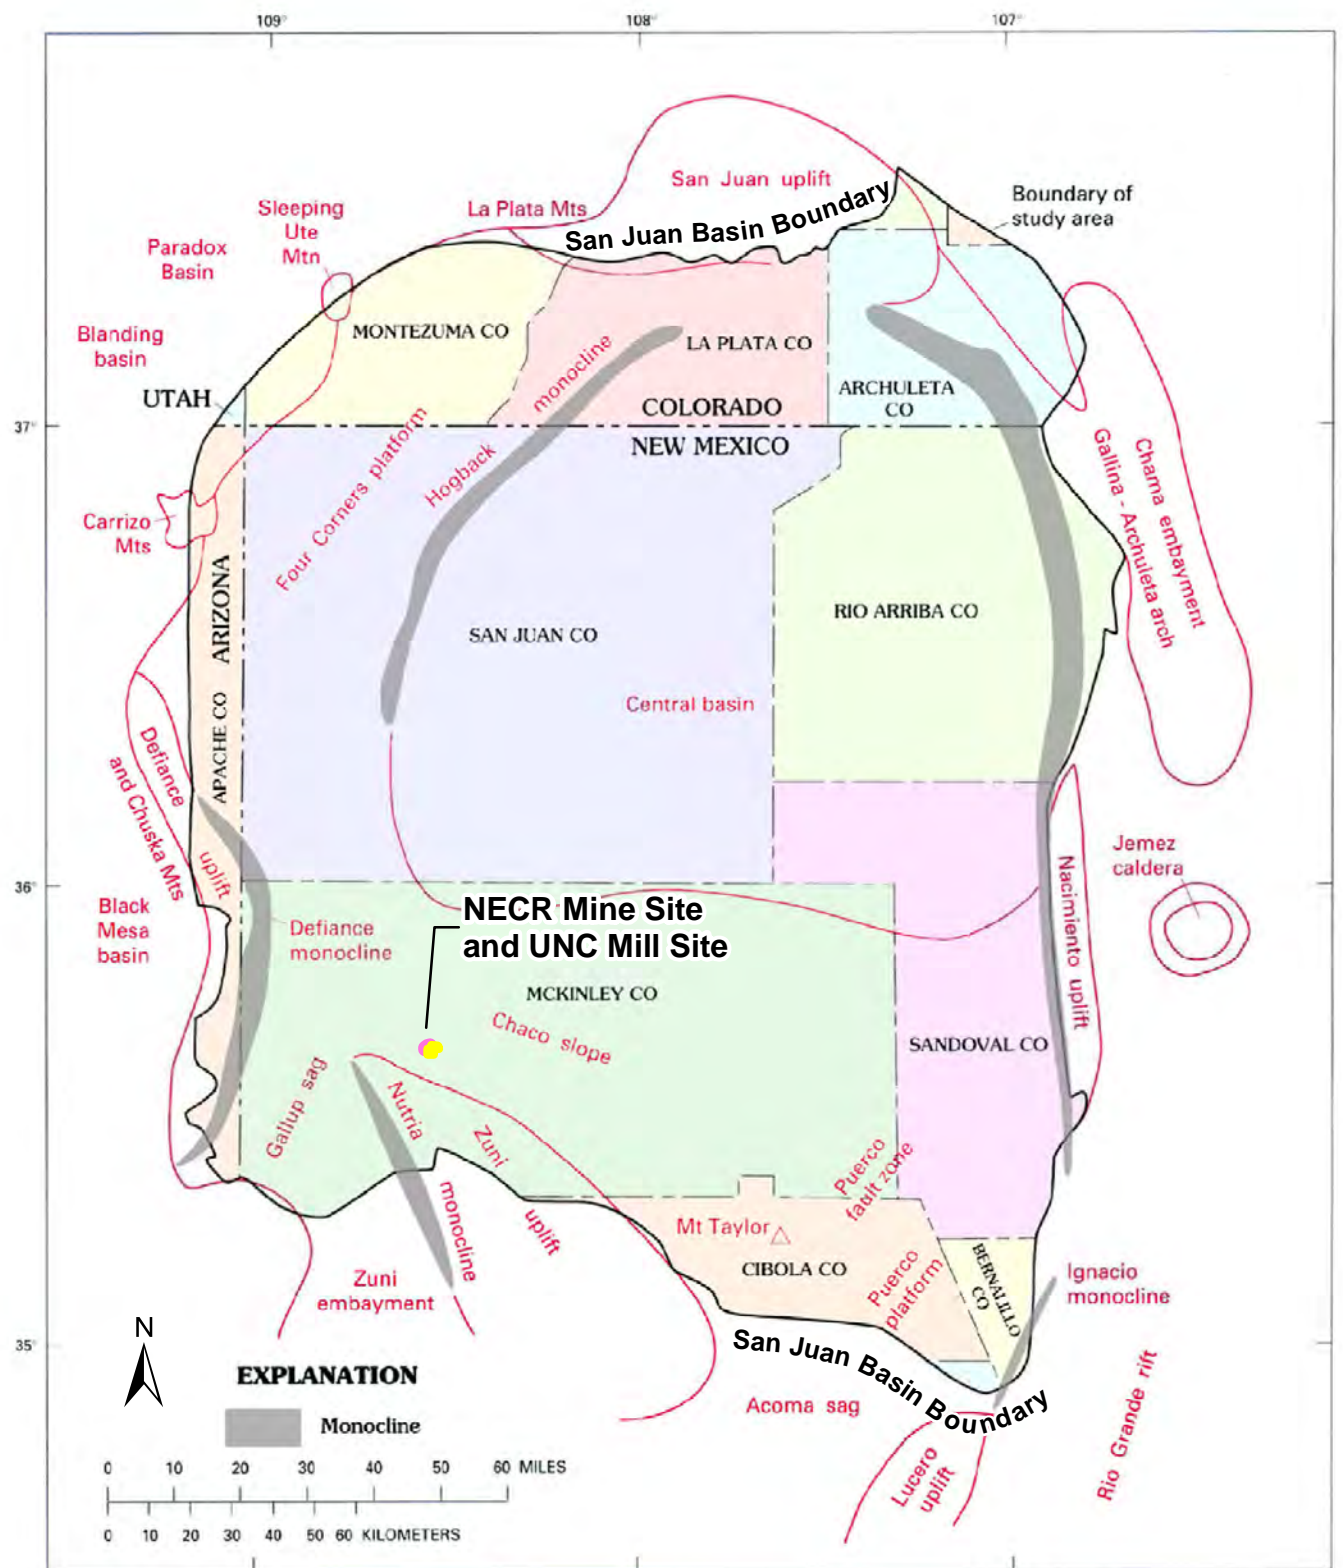 109°
108°
107°
San Juan uplift
San Juan Basin Boundary
Boundary of
study area
La Plata Mts
Sleeping
Ute
Mtn
Paradox
Basin
Blanding
basin
MONTEZUMA CO
monocline
LA PLATA CO
ARCHULETA
CO
UTAH
COLORADO
37°
NEW MEXICO
Four Corners platform
Hogback
Chama embayment
Gallina - Archuleta arch
Carrizo
Mts
ARIZONA
APACHE CO
SAN JUAN CO
RIO ARRIBA CO
Central basin
Defiance
and Chuska Mts
uplift
36°
Jemez
caldera
Nacimiento uplift
Black
Mesa
basin
Defiance
monocline
NECR Mine Site
and UNC Mill Site
MCKINLEY CO
Chaco slope
SANDOVAL CO
Gallup sag
Nutria
monocline
Zuni
uplift
Puerco
fault zone
Mt Taylor
CIBOLA CO
Puerco
platform
BERNALILLO
CO
Ignacio
monocline
Zuni
embayment
35°
San Juan Basin Boundary
Acoma sag
Lucero
uplift
Rio Grande rift
N
EXPLANATION
Monocline
0 10 20 30 40 50 60 MILES
0 10 20 30 40 50 60 KILOMETERS